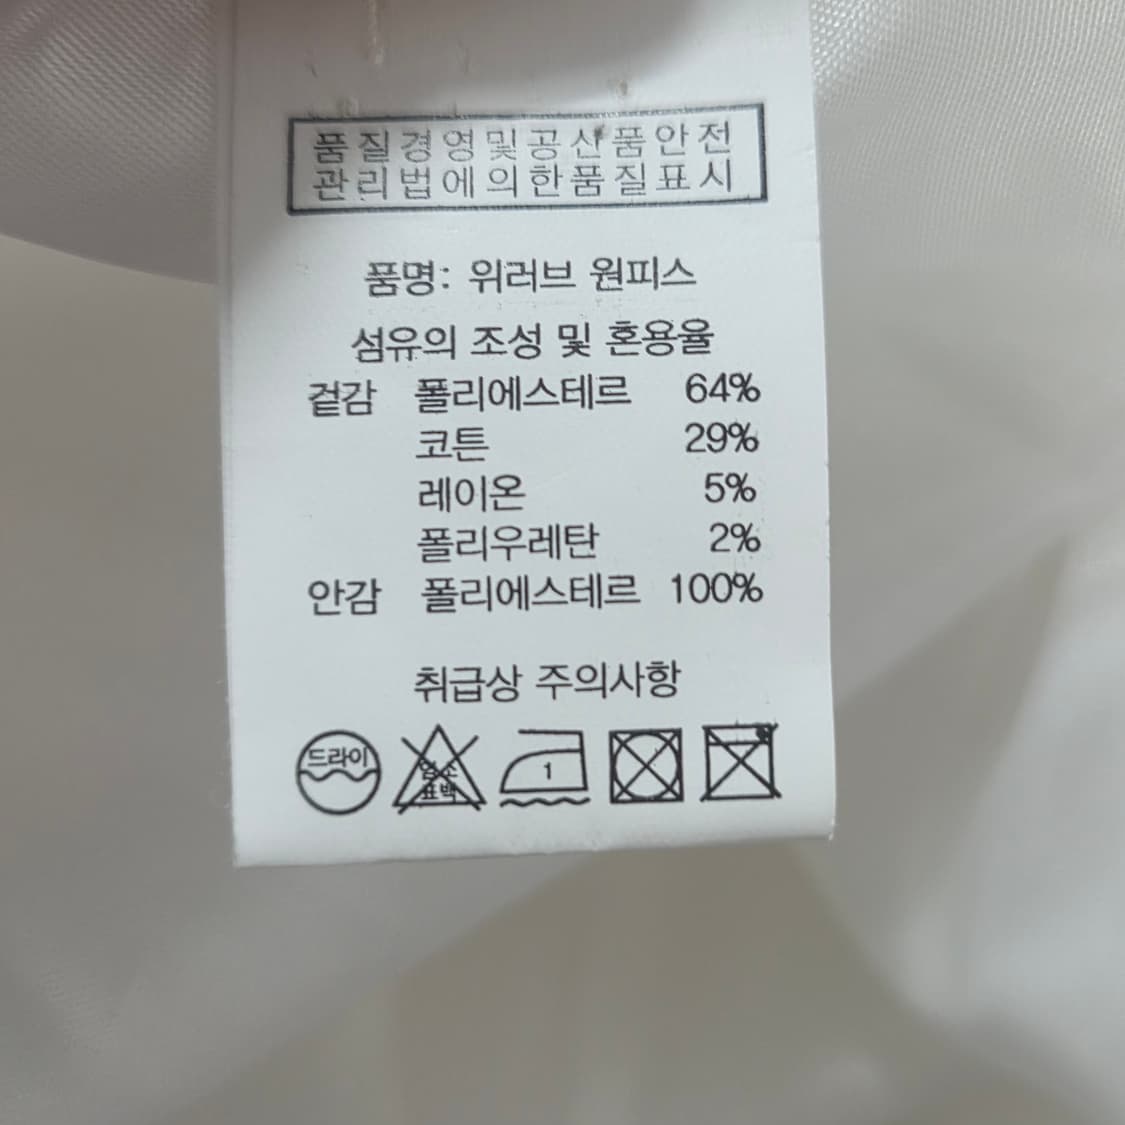 품질경영및공산품안전
관리법에의한품질표시
품명: 위러브 원피스
섬유의 조성 및 혼용율
겉감 폴리에스테르 64%
코튼 29%
레이온 5%
폴리우레탄 2%
안감 폴리에스테르 100%
취급상 주의사항
드라이 염소 표백 1